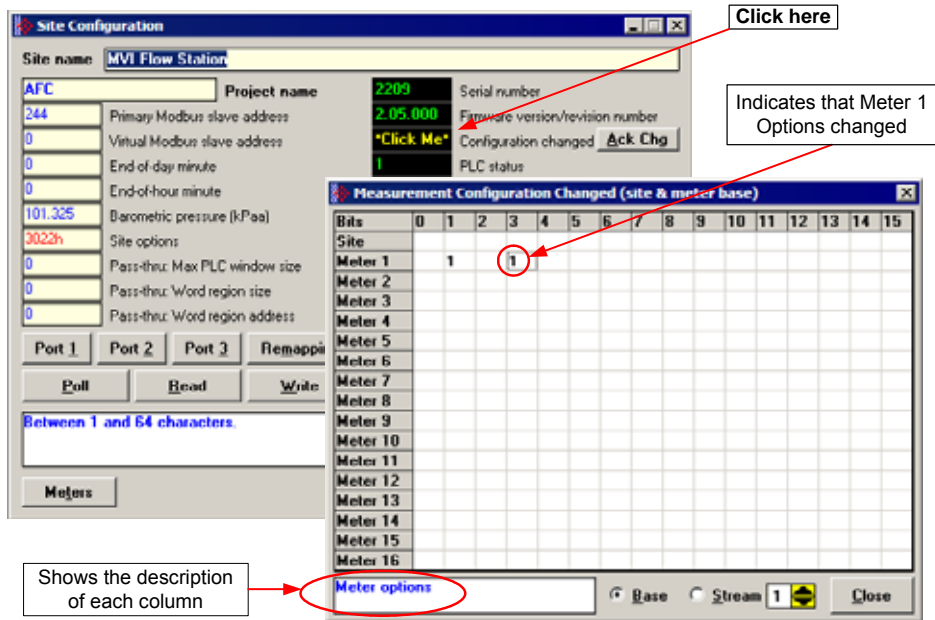 Click here
Site Configuration
Site name MVI Flow Station
AFC Project name 2209 Serial number
244 Primary Modbus slave address 2.05.000 Firmware version/revision number
0 Virtual Modbus slave address *Click Me* Configuration changed Ack Chg
0 End-of-day minute 1 PLC status
0 End-of-hour minute
101.325 Barometric pressure (kPaa)
3022h Site options
0 Pass-thru: Max PLC window size
0 Pass-thru: Word region size
0 Pass-thru: Word region address
Port 1 Port 2 Port 3 Remappi
Poll Read Write
Between 1 and 64 characters.
Meters
Indicates that Meter 1
Options changed
Measurement Configuration Changed (site & meter base)
Bits 0 1 2 3 4 5 6 7 8 9 10 11 12 13 14 15
Site
Meter 1 1 1
Meter 2
Meter 3
Meter 4
Meter 5
Meter 6
Meter 7
Meter 8
Meter 9
Meter 10
Meter 11
Meter 12
Meter 13
Meter 14
Meter 15
Meter 16
Meter options Base Stream 1 Close
Shows the description
of each column